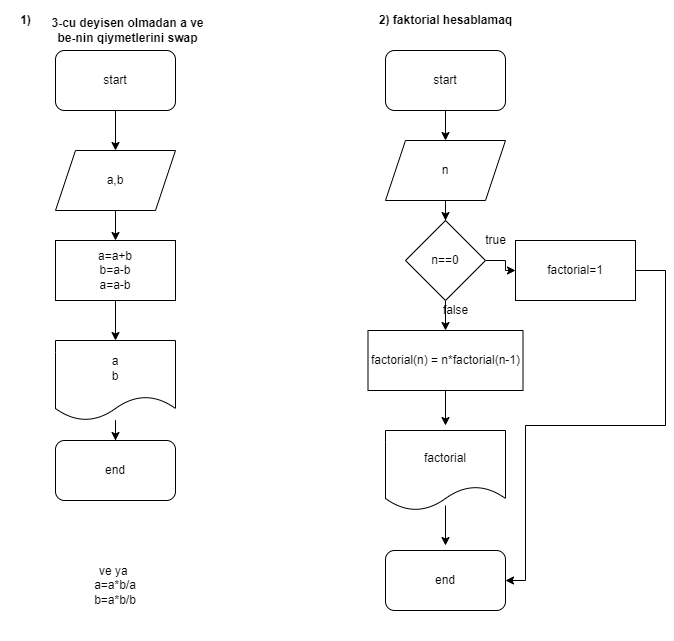 1) 3-cu deyisen olmadan a ve
be-nin qiymetlerini swap
start
a,b
a=a+b
b=a-b
a=a-b
a
b
end
ve ya
a=a*b/a
b=a*b/b
2) faktorial hesablamaq
start
n
n==0
true
factorial=1
false
factorial(n) = n*factorial(n-1)
factorial
end